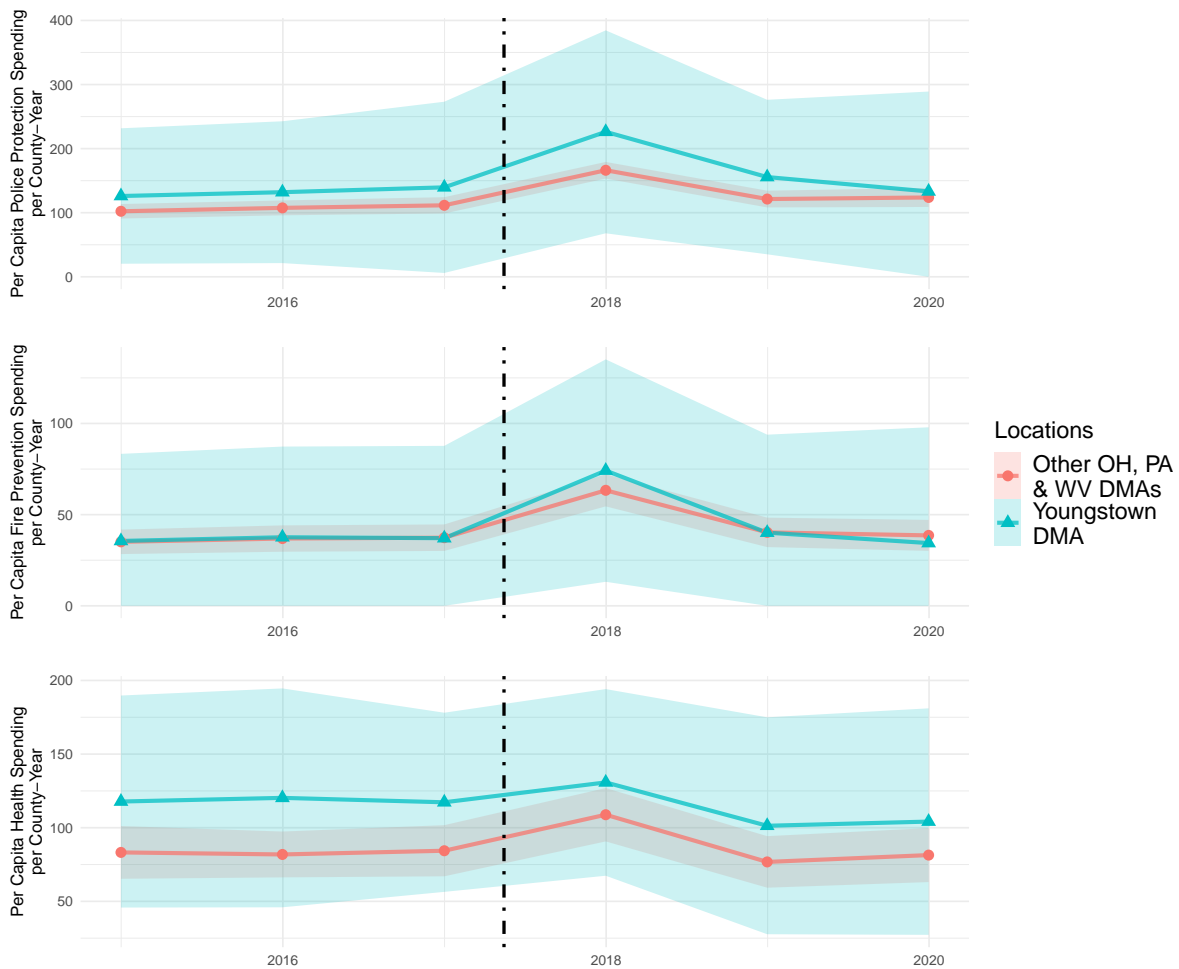 Per Capita Police Protection Spending
per County−Year
400
300
200
100
0
2016
2018
2020
Per Capita Fire Prevention Spending
per County−Year
100
50
0
2016
2018
2020
Locations
Other OH, PA
& WV DMAs
Youngstown
DMA
Per Capita Health Spending
per County−Year
200
150
100
50
2016
2018
2020